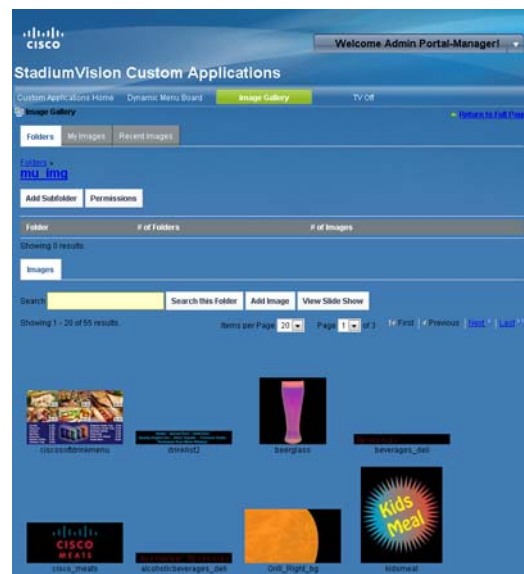 CISCO
Welcome Admin Portal-Manager!
StadiumVision Custom Applications
Custom Applications Home Dynamic Menu Board Image Gallery TV Off
Image Gallery
Return to Full Page
Folders My Images Recent Images
Folders »
mu_img
Add Subfolder Permissions
Folder # of Folders # of Images
Showing 0 results.
Images
Search Search this Folder Add Image View Slide Show
Showing 1 - 20 of 55 results. Items per Page 20 Page 1 of 3 First Previous Next Last
ciscosoftdrinkmenu drinklist2 beerglass beverages_deli
CISCO
MEATS
Kids
Meal
cisco_meats alcoholicbeverages_deli Grill_Right_bg kidsmeal